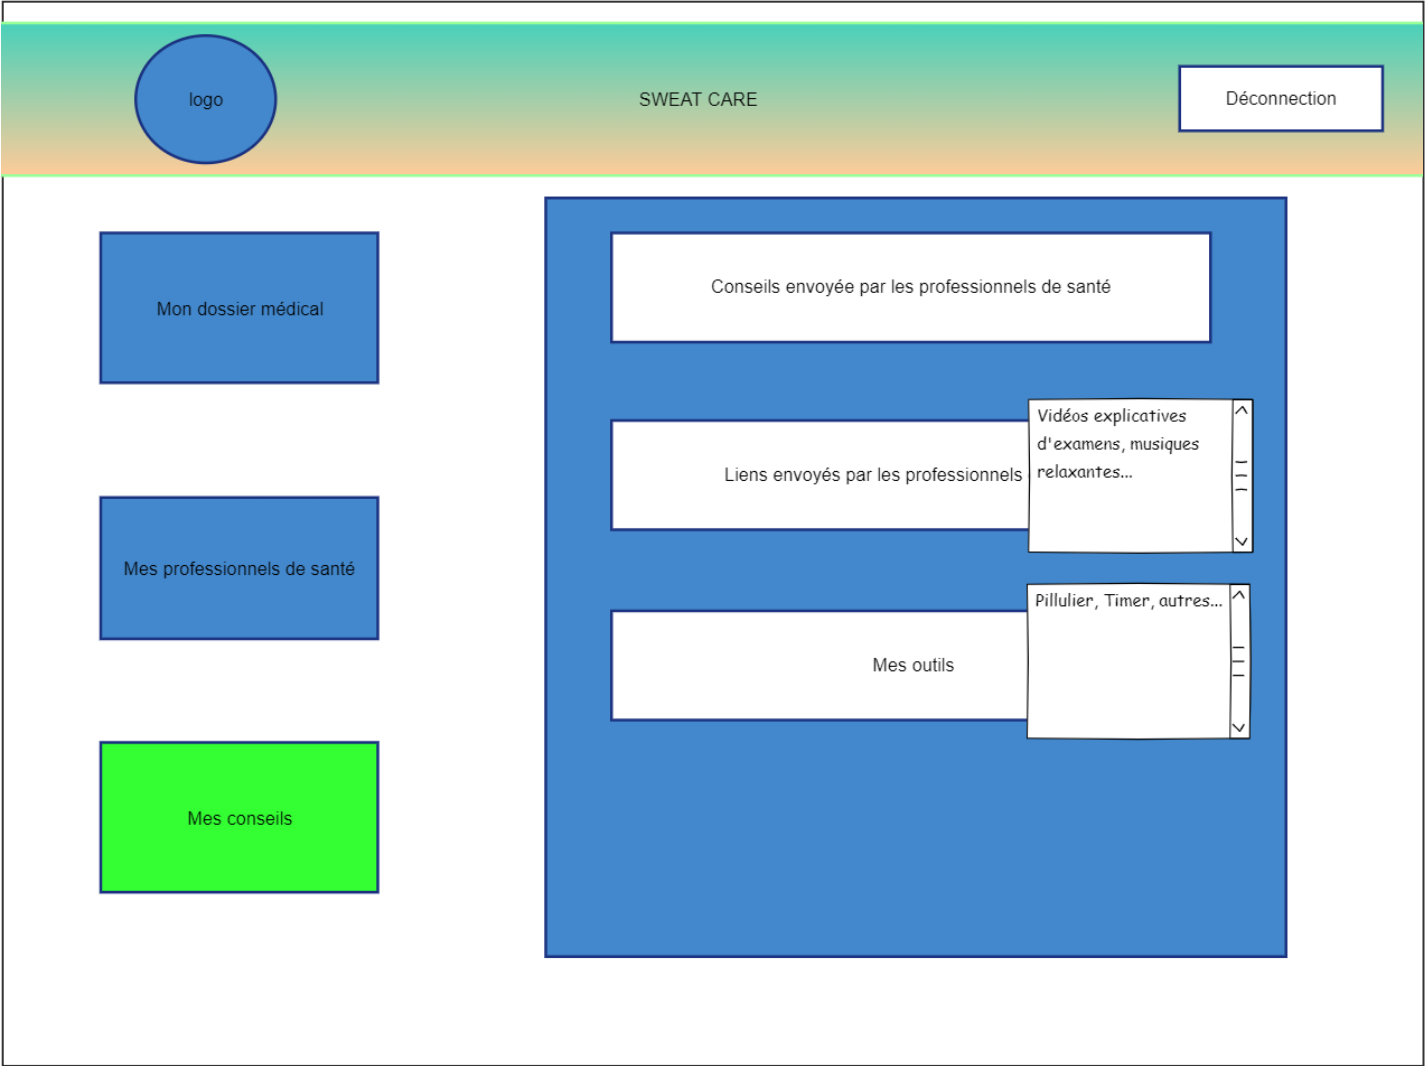 logo
SWEAT CARE
Déconnection
Mon dossier médical
Mes professionnels de santé
Mes conseils
Conseils envoyée par les professionnels de santé
Liens envoyés par les professionnels
Vidéos explicatives
d'examens, musiques
relaxantes...
Mes outils
Pillulier, Timer, autres...